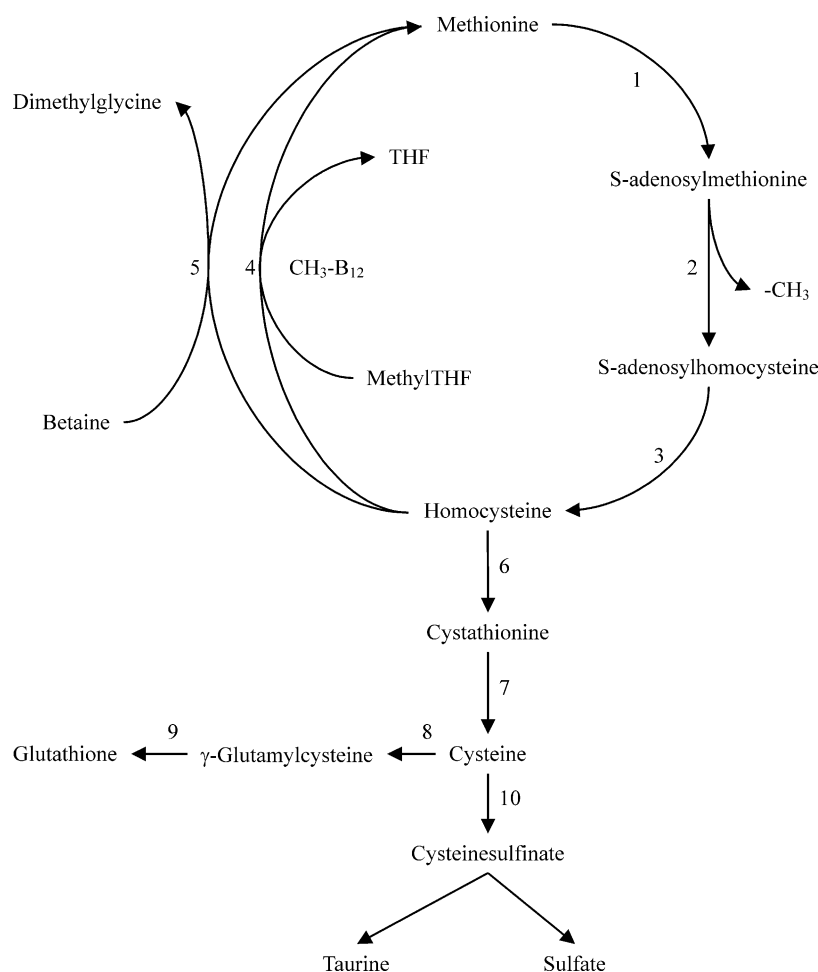 Methionine
1
Dimethylglycine
THF
S-adenosylmethionine
5
4
CH₃-B₁₂
2
-CH₃
S-adenosylhomocysteine
MethylTHF
Betaine
3
Homocysteine
6
Cystathionine
7
9
8
Glutathione
γ-Glutamylcysteine
Cysteine
10
Cysteinesulfinate
Taurine
Sulfate